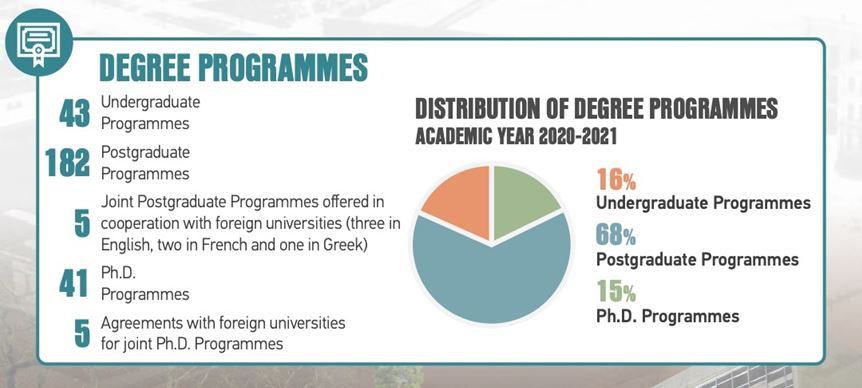 DEGREE PROGRAMMES
43 Undergraduate
Programmes
182 Postgraduate
Programmes
5 Joint Postgraduate Programmes offered in
cooperation with foreign universities (three in
English, two in French and one in Greek)
41 Ph.D.
Programmes
5 Agreements with foreign universities
for joint Ph.D. Programmes
DISTRIBUTION OF DEGREE PROGRAMMES
ACADEMIC YEAR 2020-2021
16%
Undergraduate Programmes
68%
Postgraduate Programmes
15%
Ph.D. Programmes